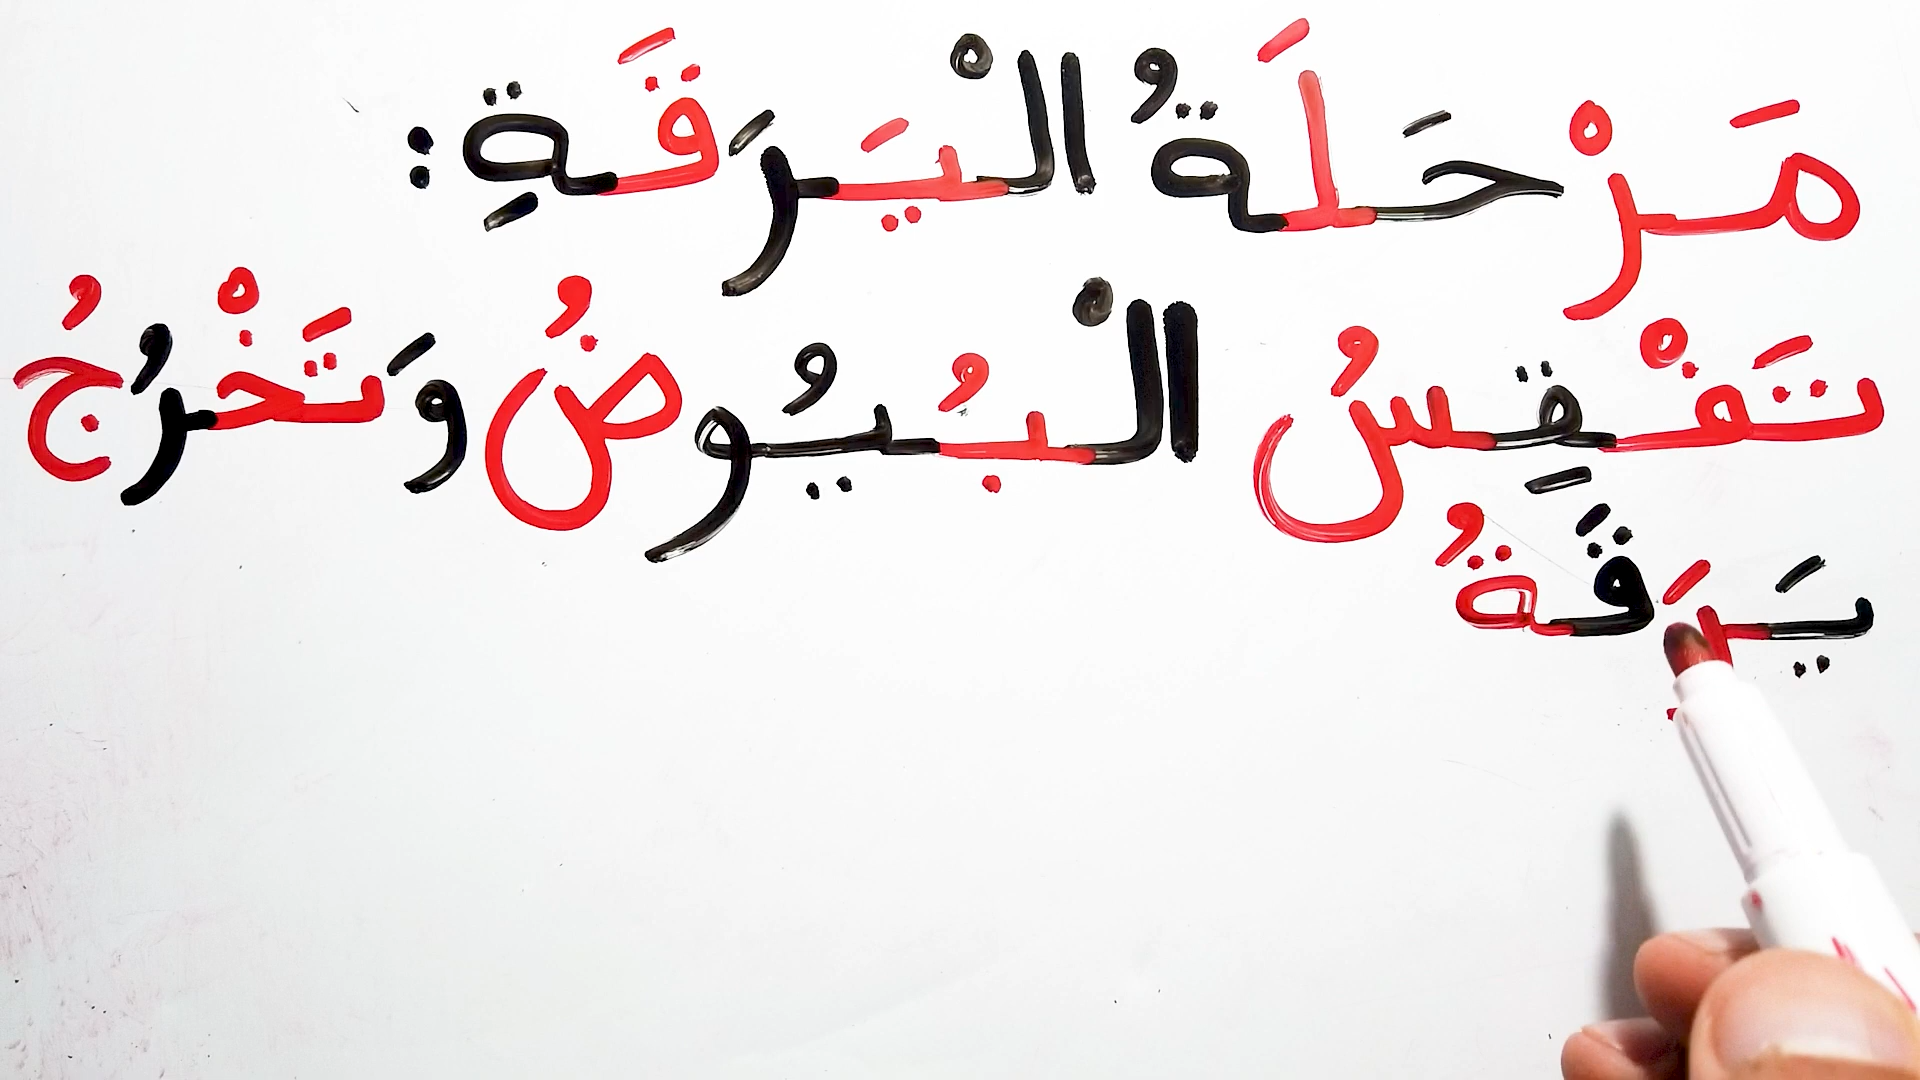 مَرْحَلَةُ الْيَرَقَةِ:
تَفْقِسُ الْبُيُوضُ وَتَخْرُجُ
يَرَقَةُ